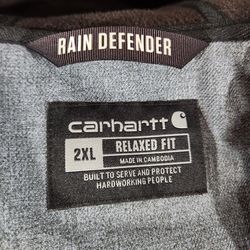 RAIN DEFENDER
carhartt
2XL RELAXED FIT
MADE IN CAMBODIA
BUILT TO SERVE AND PROTECT
HARDWORKING PEOPLE